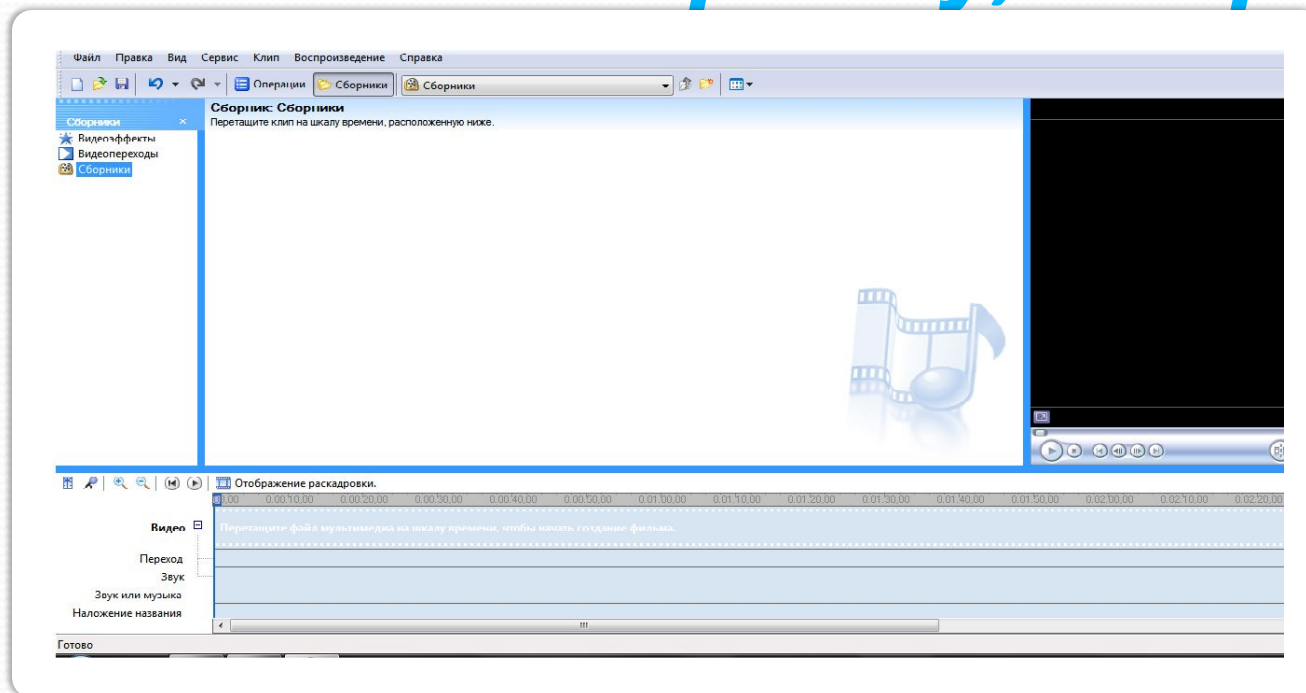 Файл Правка Вид Сервис Клип Воспроизведение Справка
Операции Сборники Сборники
Сборники
Видеоэффекты
Видеопереходы
Сборники
Сборник: Сборники
Перетащите клип на шкалу времени, расположенную ниже.
Отображение раскадровки.
0:00:10,00 0:00:20,00 0:00:30,00 0:00:40,00 0:00:50,00 0:01:00,00 0:01:10,00 0:01:20,00 0:01:30,00 0:01:40,00 0:01:50,00 0:02:00,00 0:02:10,00 0:02:20,00
Видео
Перетащите файл мультимедиа на шкалу времени, чтобы начать создание фильма.
Переход
Звук
Звук или музыка
Наложение названия
Готово